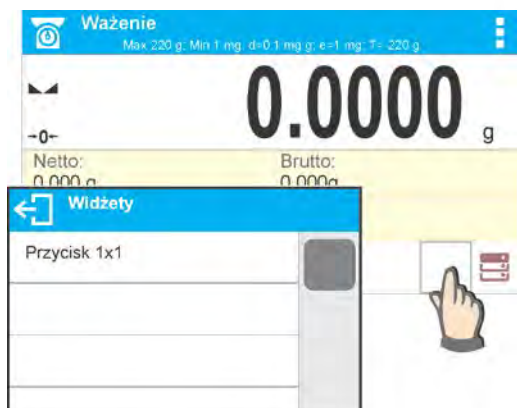 Ważenie
Max 220 g; Min 1 mg; d=0.1 mg g; e=1 mg; T= 220 g
0.0000 g
→0←
Netto: Brutto:
0.000 g 0.000g
Widżety
Przycisk 1x1